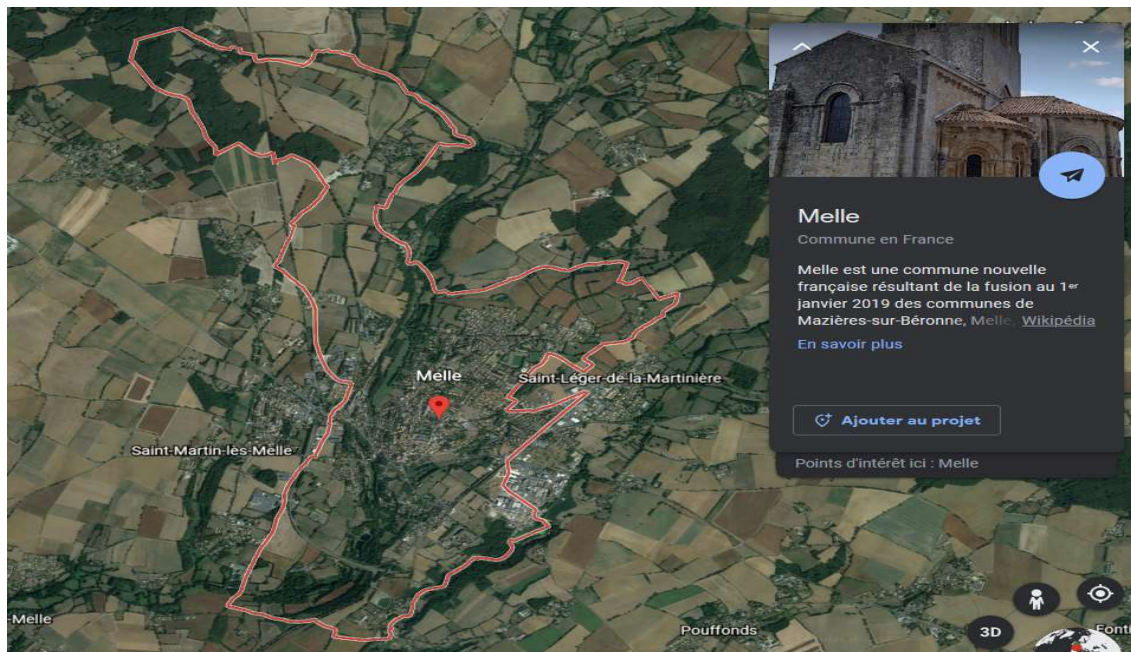 Melle
Commune en France
Melle est une commune nouvelle
française résultant de la fusion au 1er
janvier 2019 des communes de
Mazières-sur-Béronne, Melle, Wikipédia
En savoir plus
Ajouter au projet
Points d'intérêt ici : Melle
Melle
Saint-Léger-de-la-Martinière
Saint-Martin-lès-Melle
-Melle
Pouffonds
3D
Fonti